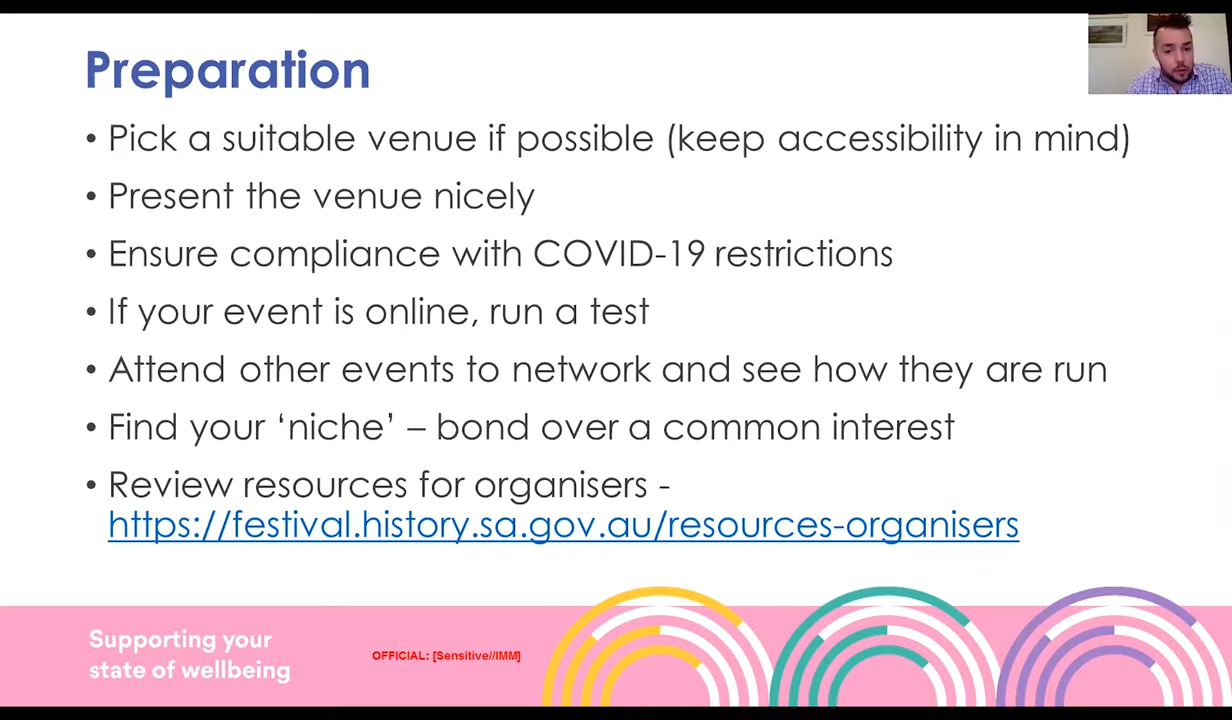 Preparation
• Pick a suitable venue if possible (keep accessibility in mind)
• Present the venue nicely
• Ensure compliance with COVID-19 restrictions
• If your event is online, run a test
• Attend other events to network and see how they are run
• Find your ‘niche’ – bond over a common interest
• Review resources for organisers -
https://festival.history.sa.gov.au/resources-organisers
Supporting your
state of wellbeing
OFFICIAL: [Sensitive//IMM]